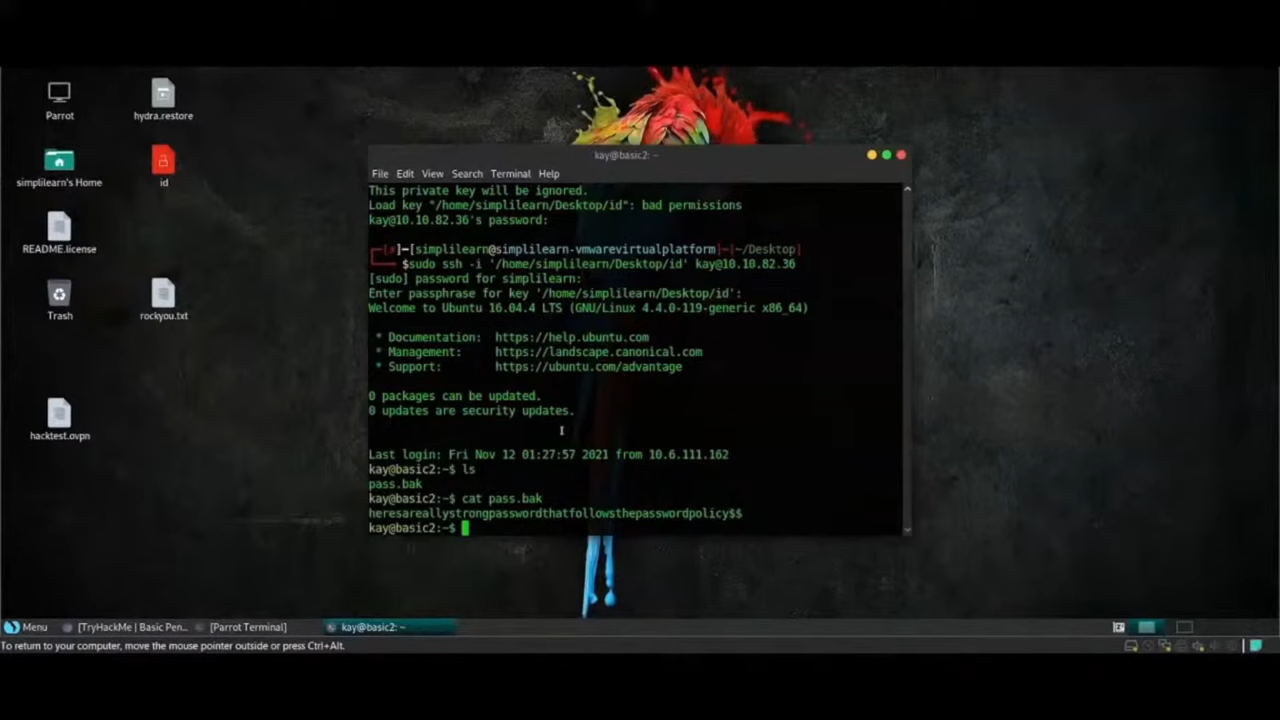 Parrot
hydra.restore
simplilearn's Home
id
README.license
Trash
rockyou.txt
hacktest.ovpn
kay@basic2: ~
File Edit View Search Terminal Help
This private key will be ignored.
Load key "/home/simplilearn/Desktop/id": bad permissions
kay@10.10.82.36's password:
┌─[✗]─[simplilearn@simplilearn-vmwarevirtualplatform]─[~/Desktop]
└──╼ $sudo ssh -i '/home/simplilearn/Desktop/id' kay@10.10.82.36
[sudo] password for simplilearn:
Enter passphrase for key '/home/simplilearn/Desktop/id':
Welcome to Ubuntu 16.04.4 LTS (GNU/Linux 4.4.0-119-generic x86_64)
* Documentation: https://help.ubuntu.com
* Management: https://landscape.canonical.com
* Support: https://ubuntu.com/advantage
0 packages can be updated.
0 updates are security updates.
Last login: Fri Nov 12 01:27:57 2021 from 10.6.111.162
kay@basic2:~$ ls
pass.bak
kay@basic2:~$ cat pass.bak
heresareallystrongpasswordthatfollowsthepasswordpolicy$$
kay@basic2:~$
Menu [TryHackMe | Basic Pen... [Parrot Terminal] kay@basic2: ~
To return to your computer, move the mouse pointer outside or press Ctrl+Alt.